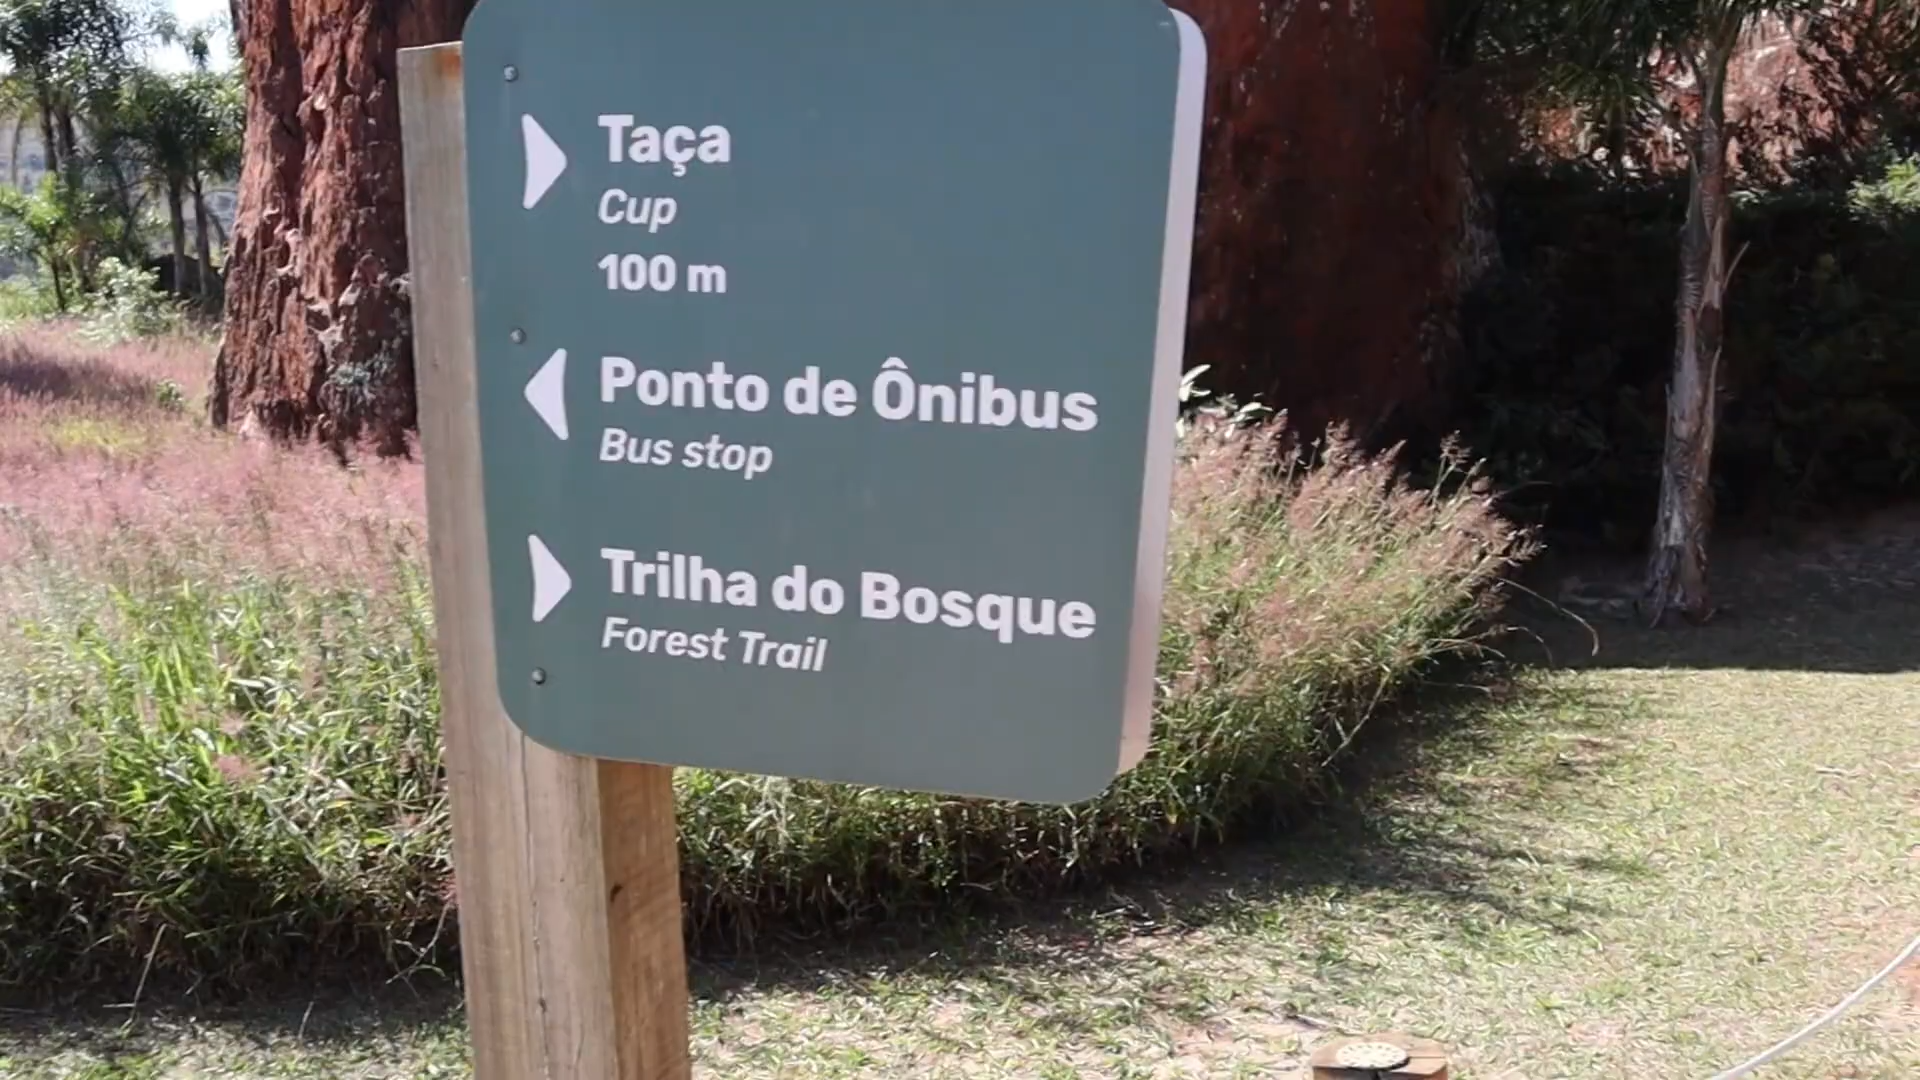 Taça
Cup
100 m
Ponto de Ônibus
Bus stop
Trilha do Bosque
Forest Trail